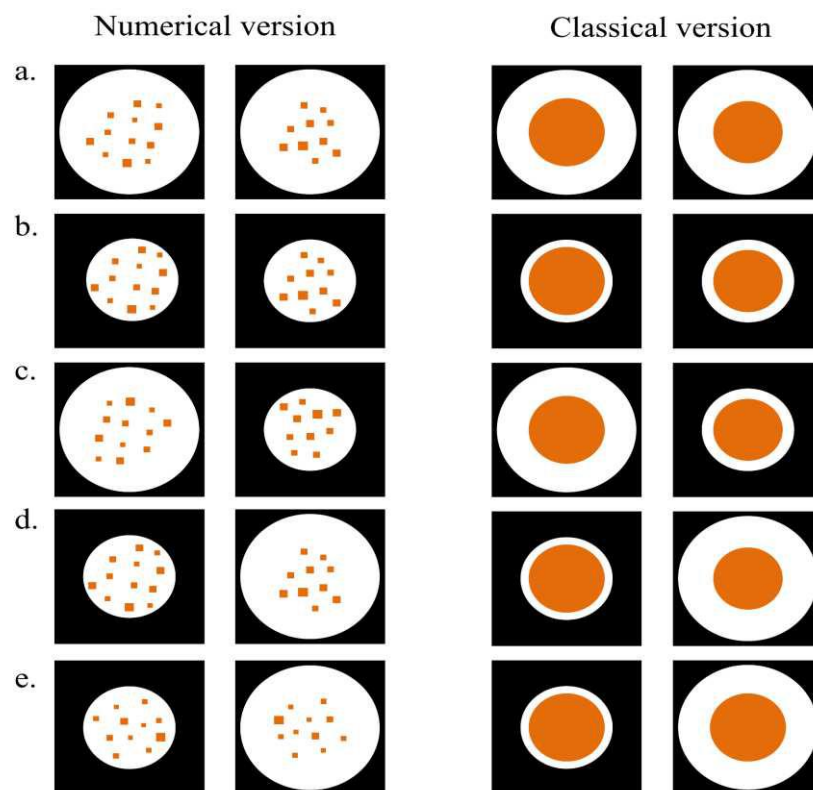 Numerical version
Classical version
a.
b.
c.
d.
e.